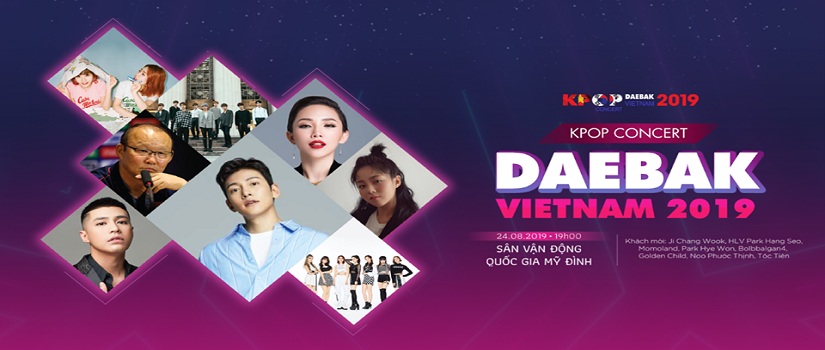 KPOP CONCERT DAEBAK VIETNAM 2019
KPOP CONCERT
DAEBAK
VIETNAM 2019
24.08.2019 • 19h00
SÂN VẬN ĐỘNG
QUỐC GIA MỸ ĐÌNH
Khách mời: Ji Chang Wook, HLV Park Hang Seo,
Momoland, Park Hye Won, Bolbbalgan4,
Golden Child, Noo Phước Thịnh, Tóc Tiên